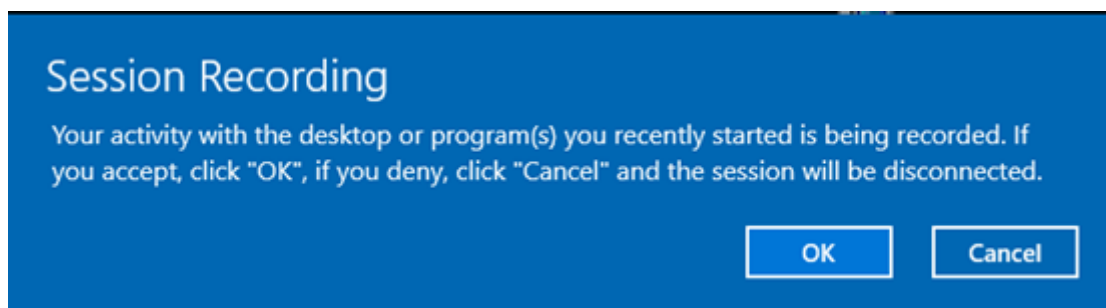 Session Recording
Your activity with the desktop or program(s) you recently started is being recorded. If
you accept, click "OK", if you deny, click "Cancel" and the session will be disconnected.
OK Cancel